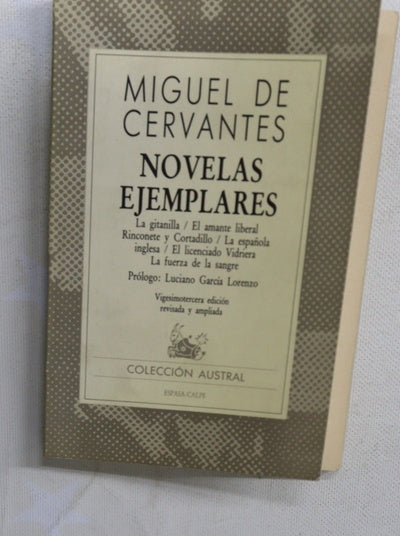 MIGUEL DE
CERVANTES
NOVELAS
EJEMPLARES
La gitanilla / El amante liberal
Rinconete y Cortadillo / La española
inglesa / El licenciado Vidriera
La fuerza de la sangre
Prólogo: Luciano García Lorenzo
Vigesimotercera edición
revisada y ampliada
COLECCIÓN AUSTRAL
ESPASA-CALPE